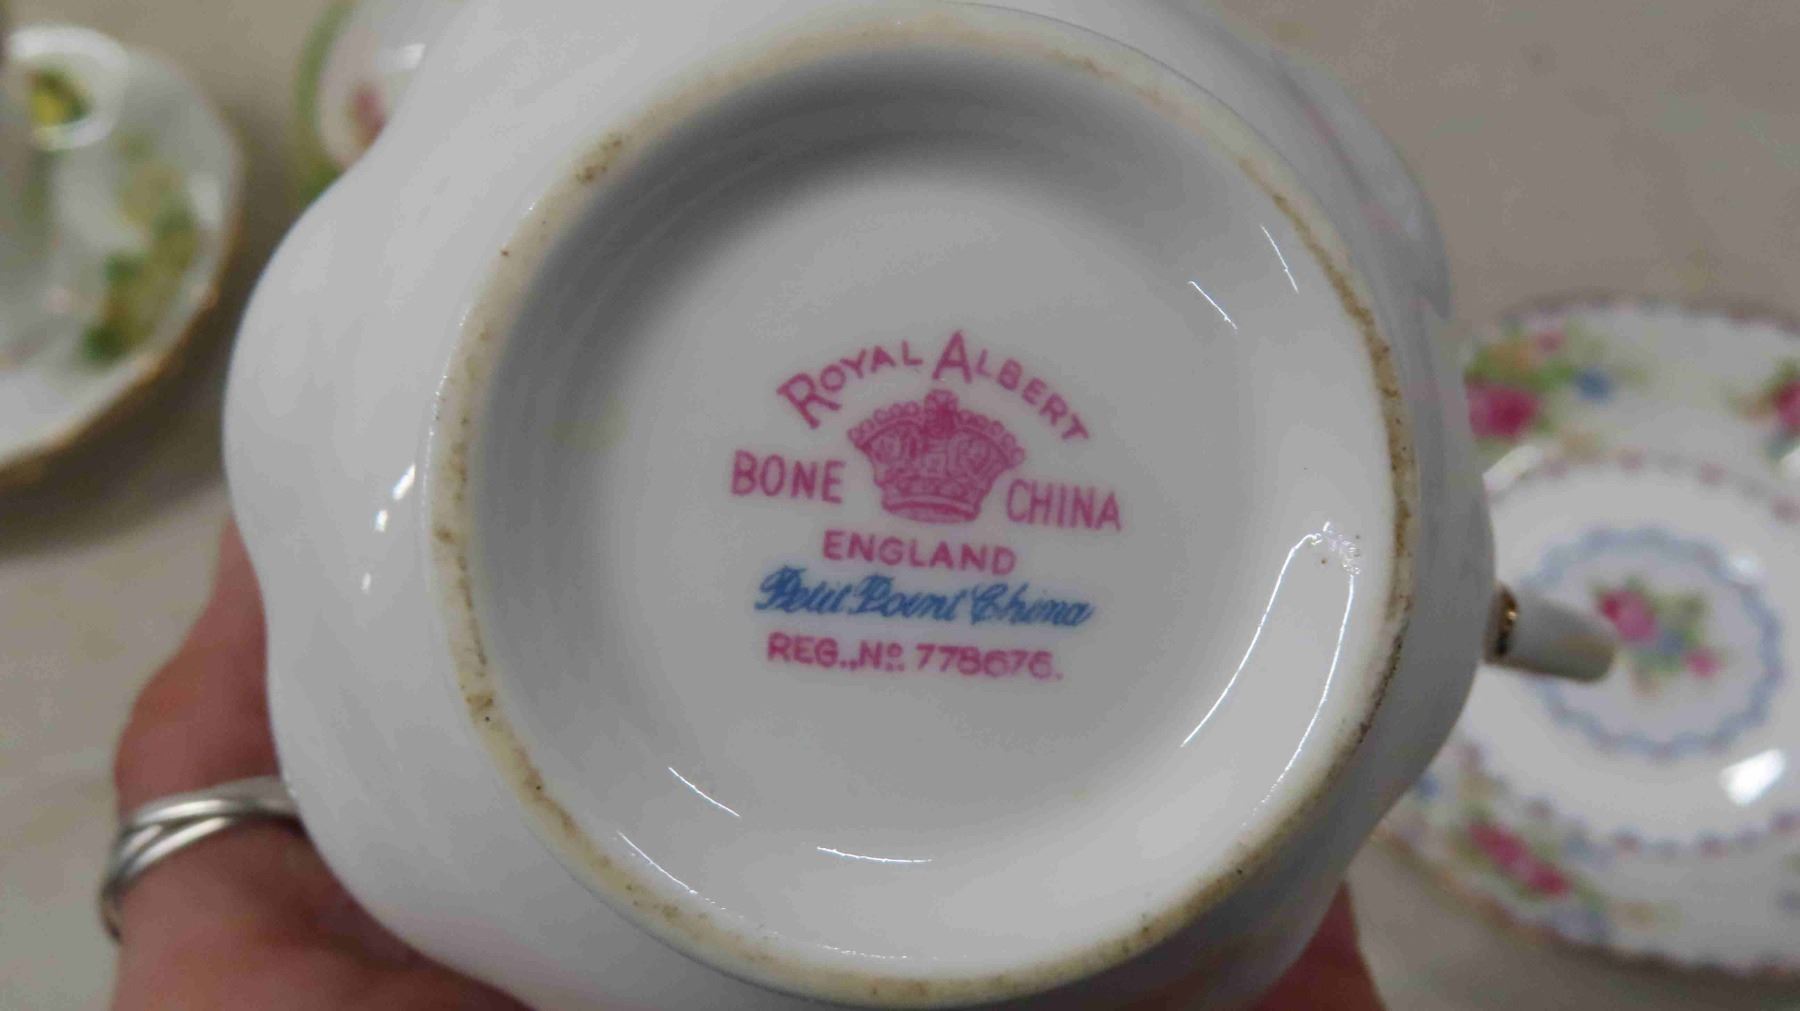 ROYAL ALBERT
BONE CHINA
ENGLAND
Petit Point China
REG., No. 778676.